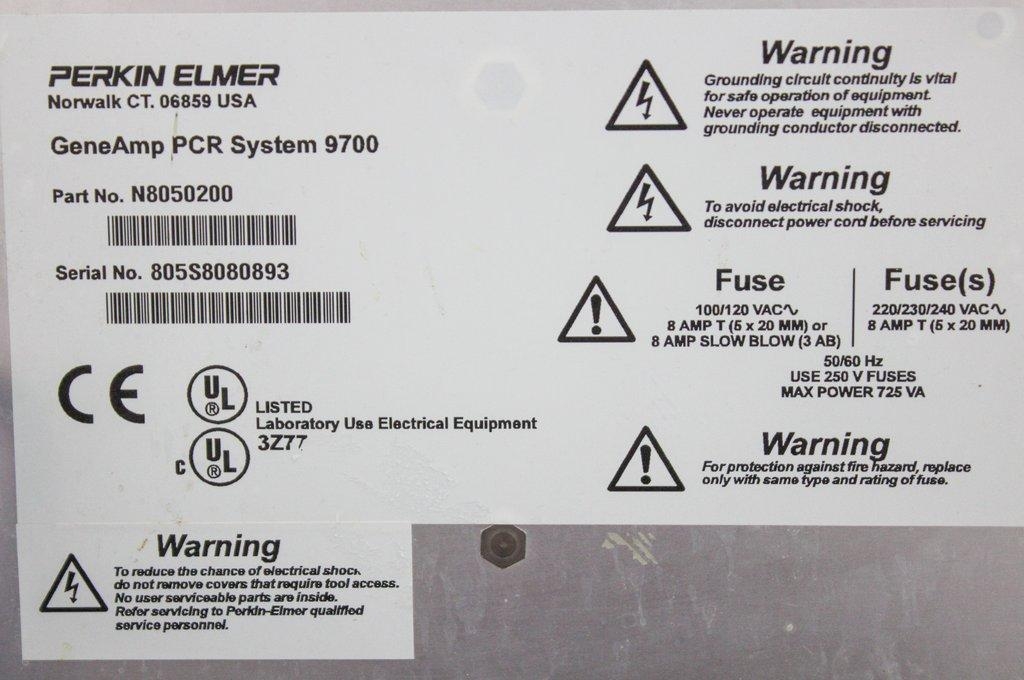 PERKIN ELMER
Norwalk CT. 06859 USA
GeneAmp PCR System 9700
Part No. N8050200
Serial No. 805S8080893
CE
UL
®
LISTED
Laboratory Use Electrical Equipment
3Z77
C UL
®
Warning
Grounding circuit continuity is vital
for safe operation of equipment.
Never operate equipment with
grounding conductor disconnected.
Warning
To avoid electrical shock,
disconnect power cord before servicing
Fuse
100/120 VAC∿
8 AMP T (5 x 20 MM) or
8 AMP SLOW BLOW (3 AB)
Fuse(s)
220/230/240 VAC∿
8 AMP T (5 x 20 MM)
50/60 Hz
USE 250 V FUSES
MAX POWER 725 VA
Warning
For protection against fire hazard, replace
only with same type and rating of fuse.
Warning
To reduce the chance of electrical shock
do not remove covers that require tool access.
No user serviceable parts are inside.
Refer servicing to Perkin-Elmer qualified
service personnel.